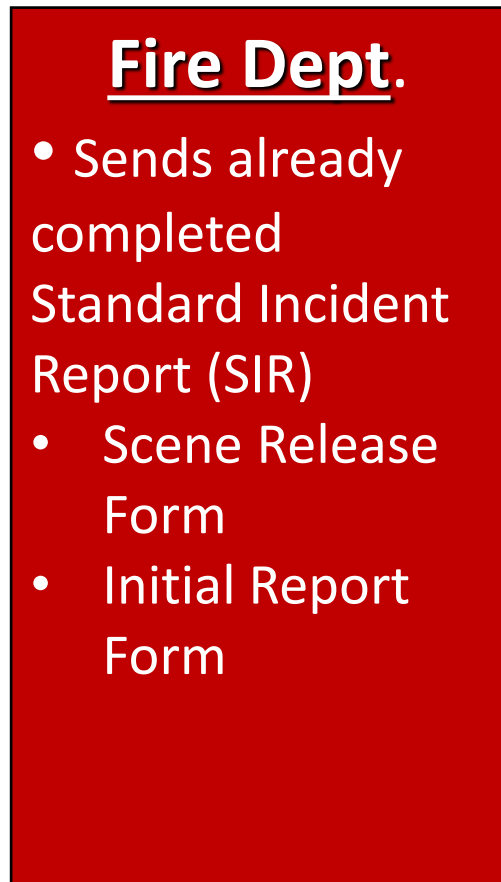 Fire Dept.
• Sends already
completed
Standard Incident
Report (SIR)
• Scene Release
Form
• Initial Report
Form